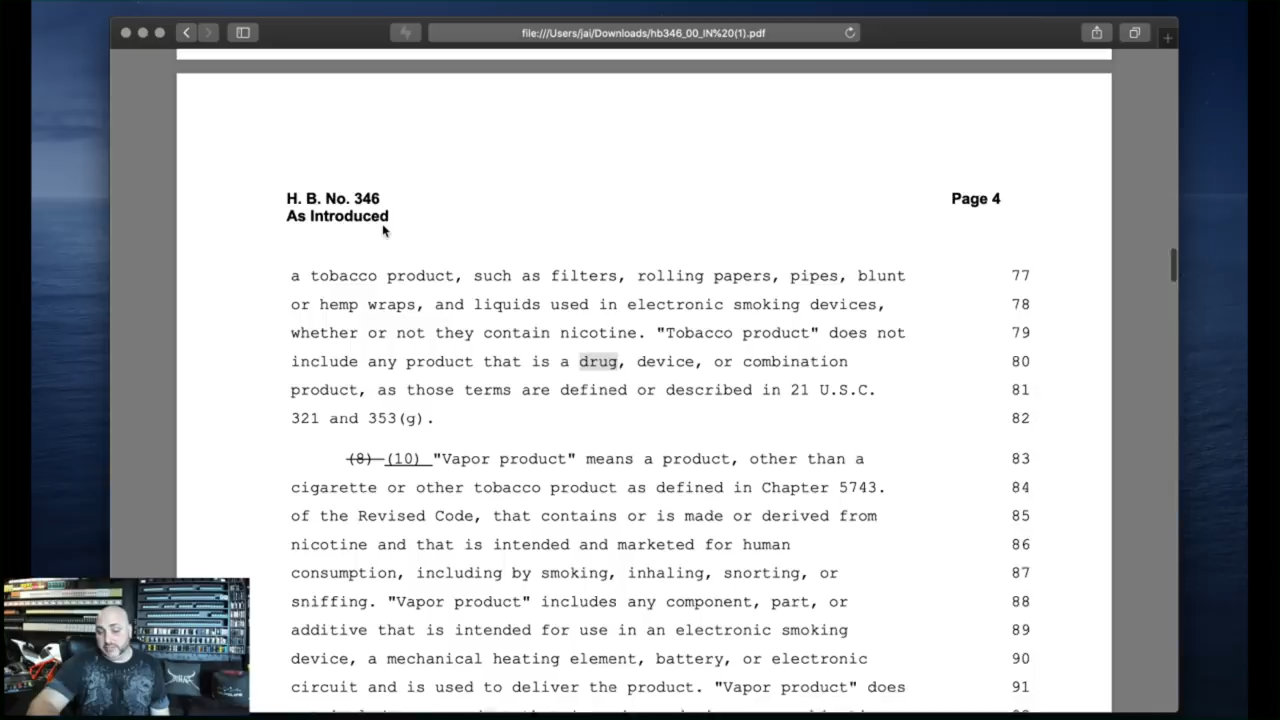 file:///Users/jai/Downloads/hb346_00_IN%20(1).pdf
H. B. No. 346 Page 4
As Introduced
a tobacco product, such as filters, rolling papers, pipes, blunt 77
or hemp wraps, and liquids used in electronic smoking devices, 78
whether or not they contain nicotine. "Tobacco product" does not 79
include any product that is a drug, device, or combination 80
product, as those terms are defined or described in 21 U.S.C. 81
321 and 353(g). 82
(8) (10) "Vapor product" means a product, other than a 83
cigarette or other tobacco product as defined in Chapter 5743. 84
of the Revised Code, that contains or is made or derived from 85
nicotine and that is intended and marketed for human 86
consumption, including by smoking, inhaling, snorting, or 87
sniffing. "Vapor product" includes any component, part, or 88
additive that is intended for use in an electronic smoking 89
device, a mechanical heating element, battery, or electronic 90
circuit and is used to deliver the product. "Vapor product" does 91